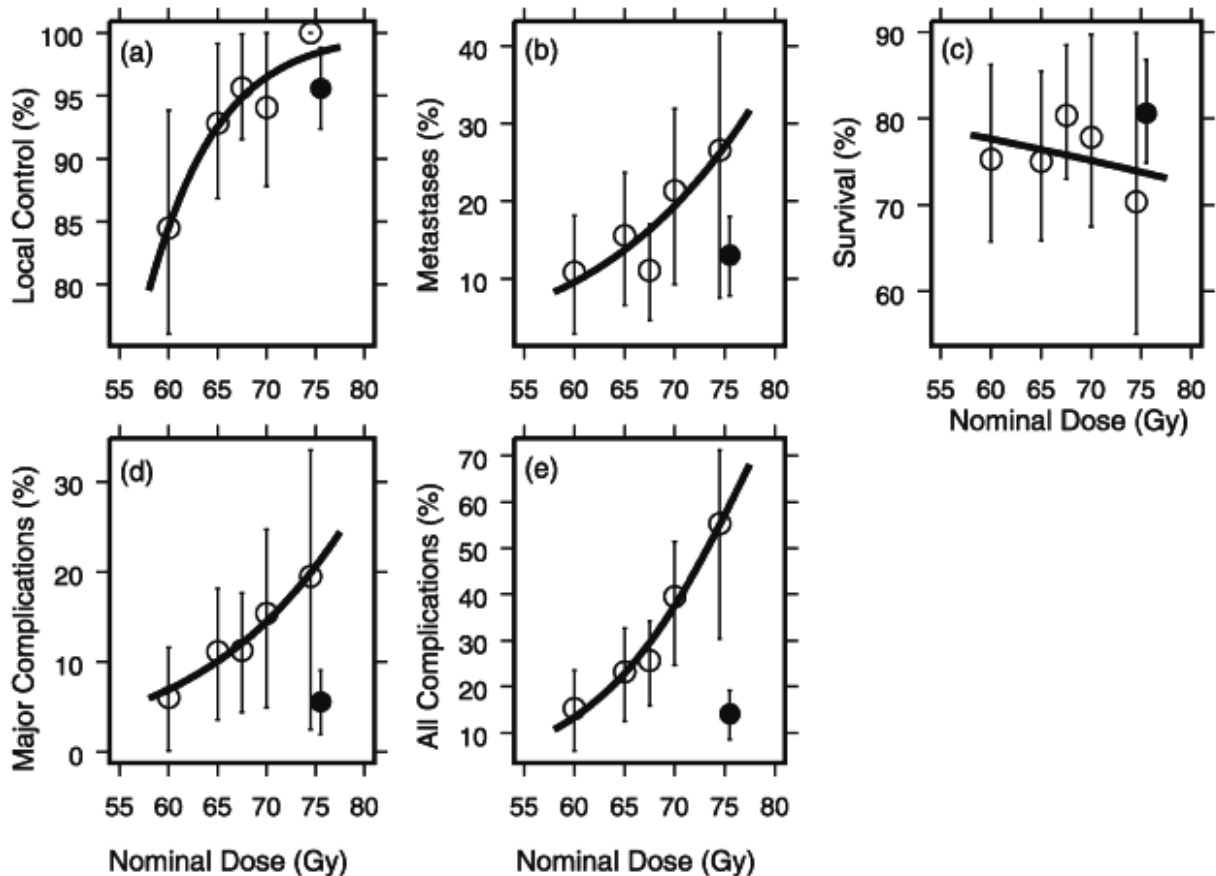 (a)
Local Control (%)
100
95
90
85
80
55 60 65 70 75 80
(b)
Metastases (%)
40
30
20
10
55 60 65 70 75 80
(c)
Survival (%)
90
80
70
60
55 60 65 70 75 80
Nominal Dose (Gy)
(d)
Major Complications (%)
30
20
10
0
55 60 65 70 75 80
Nominal Dose (Gy)
(e)
All Complications (%)
70
60
50
40
30
20
10
55 60 65 70 75 80
Nominal Dose (Gy)